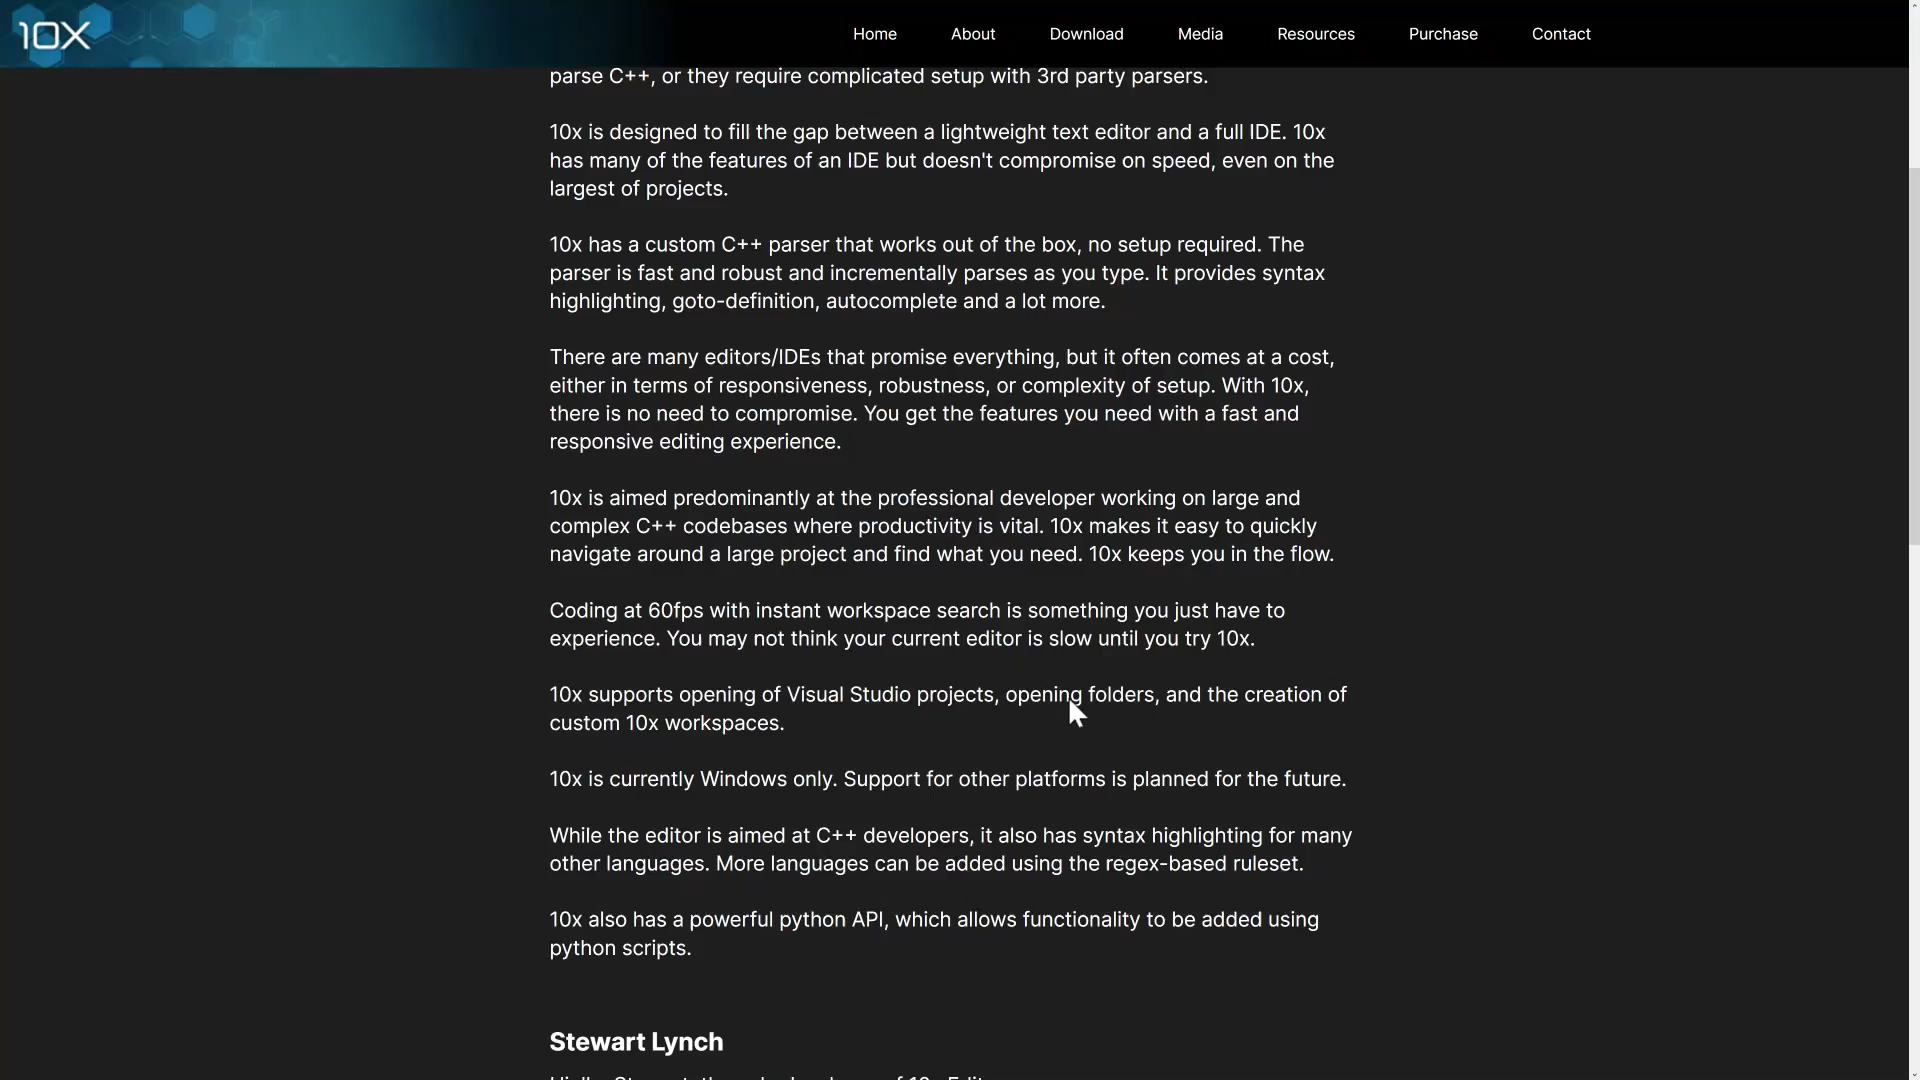 10X
Home
About
Download
Media
Resources
Purchase
Contact
parse C++, or they require complicated setup with 3rd party parsers.
10x is designed to fill the gap between a lightweight text editor and a full IDE. 10x
has many of the features of an IDE but doesn't compromise on speed, even on the
largest of projects.
10x has a custom C++ parser that works out of the box, no setup required. The
parser is fast and robust and incrementally parses as you type. It provides syntax
highlighting, goto-definition, autocomplete and a lot more.
There are many editors/IDEs that promise everything, but it often comes at a cost,
either in terms of responsiveness, robustness, or complexity of setup. With 10x,
there is no need to compromise. You get the features you need with a fast and
responsive editing experience.
10x is aimed predominantly at the professional developer working on large and
complex C++ codebases where productivity is vital. 10x makes it easy to quickly
navigate around a large project and find what you need. 10x keeps you in the flow.
Coding at 60fps with instant workspace search is something you just have to
experience. You may not think your current editor is slow until you try 10x.
10x supports opening of Visual Studio projects, opening folders, and the creation of
custom 10x workspaces.
10x is currently Windows only. Support for other platforms is planned for the future.
While the editor is aimed at C++ developers, it also has syntax highlighting for many
other languages. More languages can be added using the regex-based ruleset.
10x also has a powerful python API, which allows functionality to be added using
python scripts.
Stewart Lynch